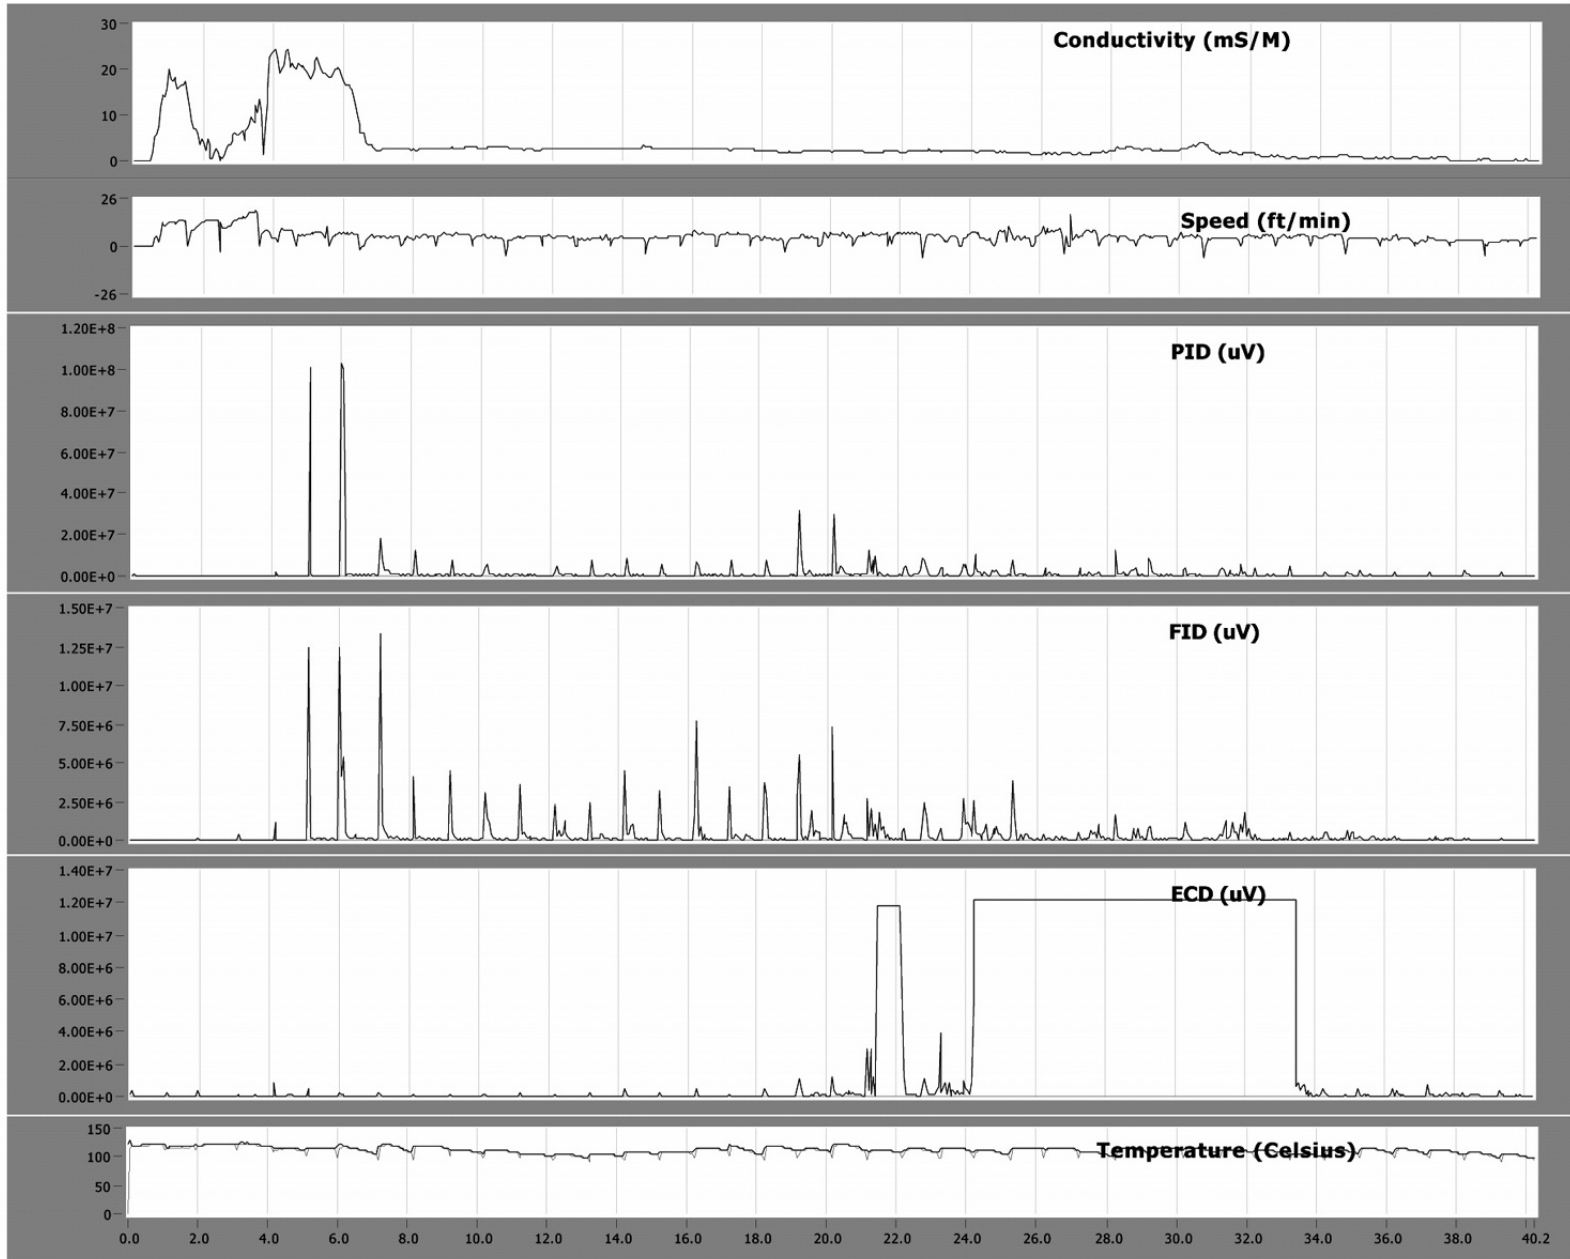 30
20
10
0
Conductivity (mS/M)
26
0
-26
Speed (ft/min)
1.20E+8
1.00E+8
8.00E+7
6.00E+7
4.00E+7
2.00E+7
0.00E+0
PID (uV)
1.50E+7
1.25E+7
1.00E+7
7.50E+6
5.00E+6
2.50E+6
0.00E+0
FID (uV)
1.40E+7
1.20E+7
1.00E+7
8.00E+6
6.00E+6
4.00E+6
2.00E+6
0.00E+0
ECD (uV)
150
100
50
0
Temperature (Celsius)
0.0 2.0 4.0 6.0 8.0 10.0 12.0 14.0 16.0 18.0 20.0 22.0 24.0 26.0 28.0 30.0 32.0 34.0 36.0 38.0 40.2